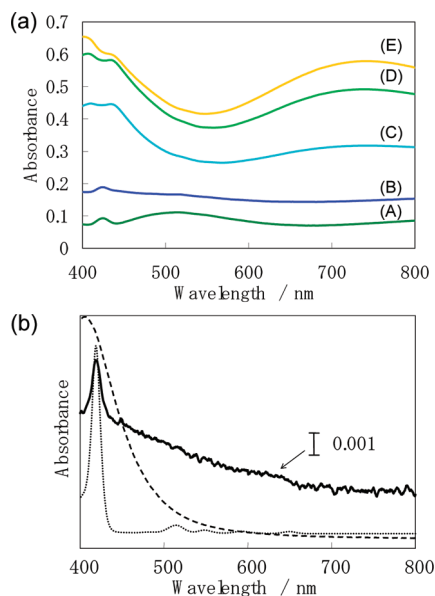 (a)
Absorbance
0.7
0.6
0.5
0.4
0.3
0.2
0.1
0
(E)
(D)
(C)
(B)
(A)
400 500 600 700 800
Wavelength / nm
(b)
Absorbance
0.001
400 500 600 700 800
Wavelength / nm